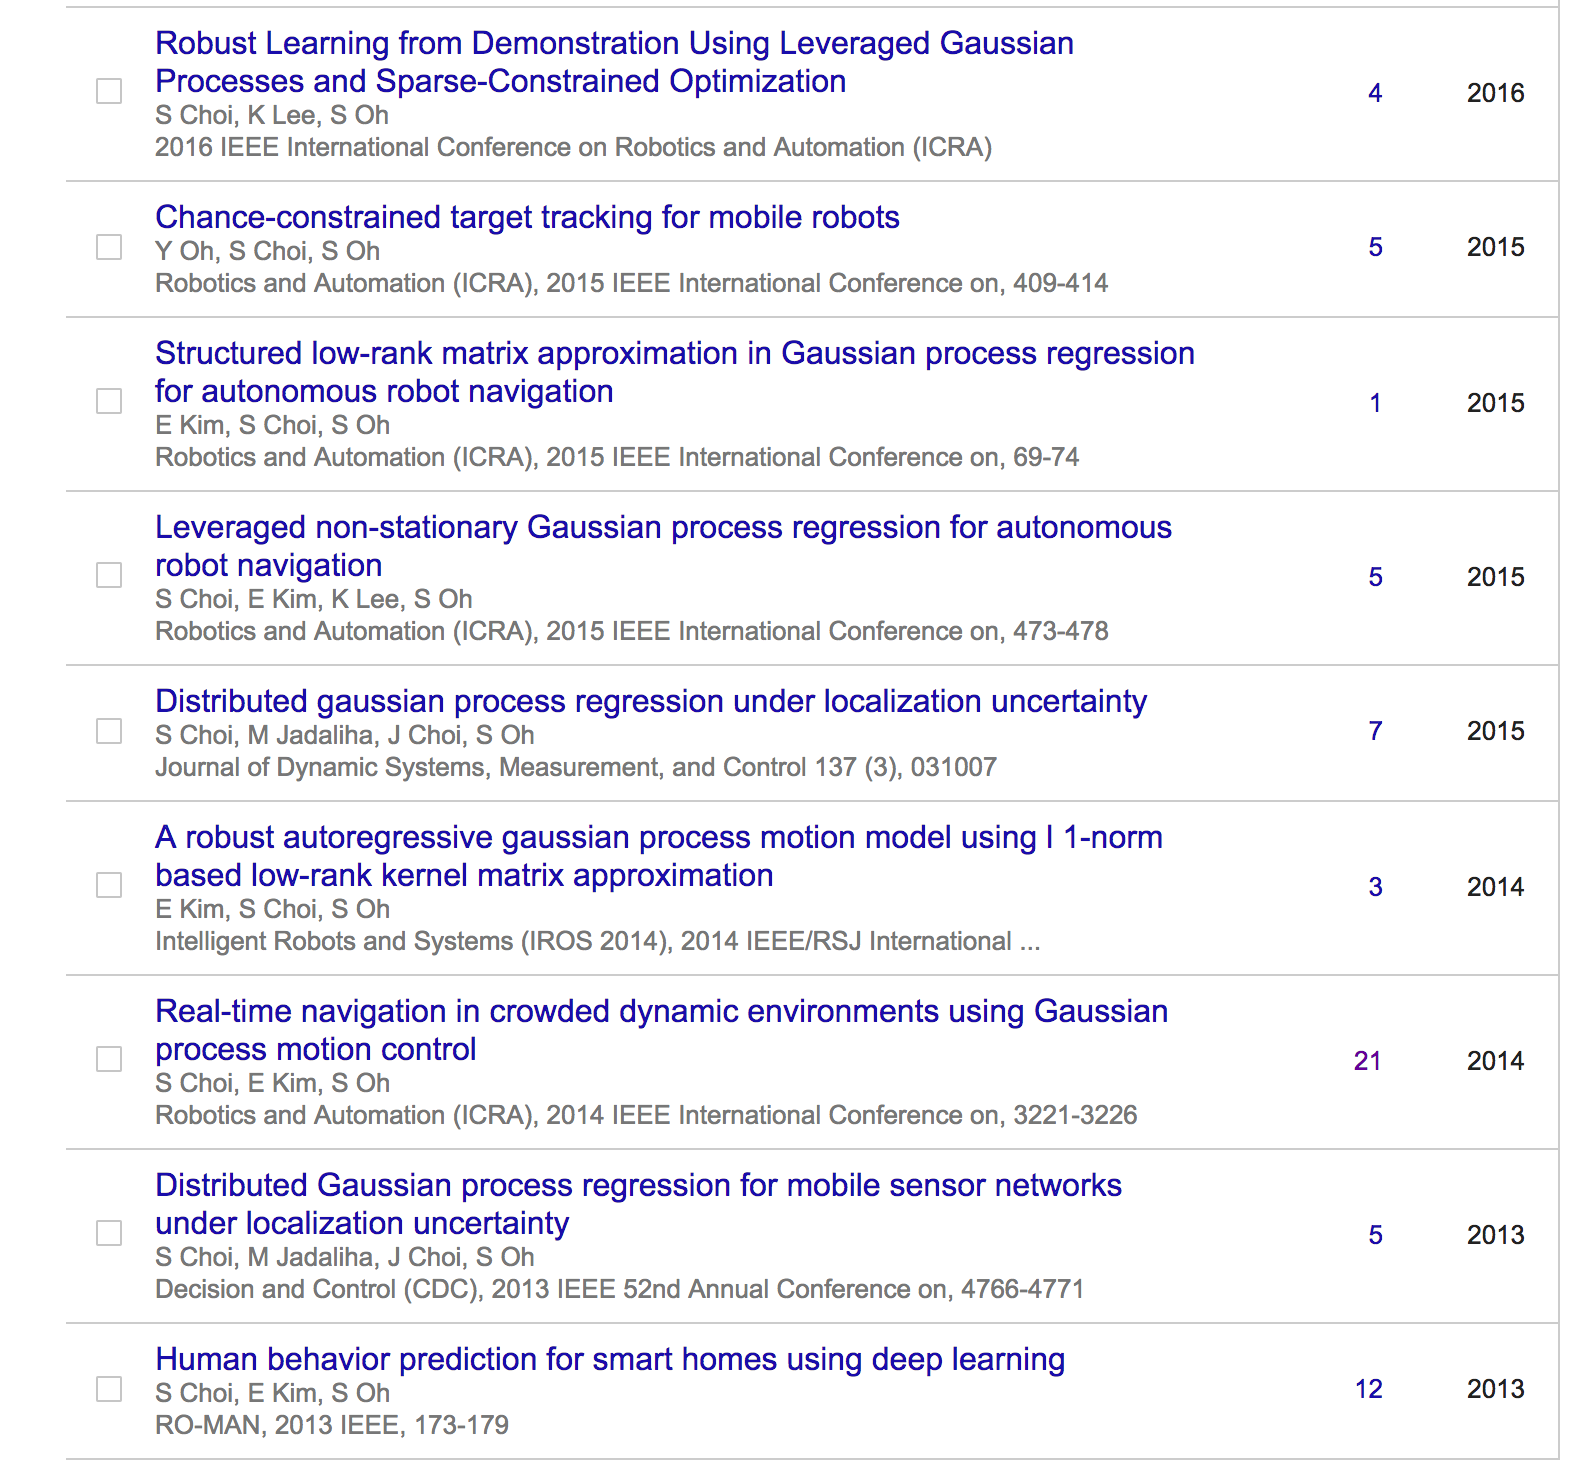 Robust Learning from Demonstration Using Leveraged Gaussian
Processes and Sparse-Constrained Optimization
S Choi, K Lee, S Oh
2016 IEEE International Conference on Robotics and Automation (ICRA)
4
2016
Chance-constrained target tracking for mobile robots
Y Oh, S Choi, S Oh
Robotics and Automation (ICRA), 2015 IEEE International Conference on, 409-414
5
2015
Structured low-rank matrix approximation in Gaussian process regression
for autonomous robot navigation
E Kim, S Choi, S Oh
Robotics and Automation (ICRA), 2015 IEEE International Conference on, 69-74
1
2015
Leveraged non-stationary Gaussian process regression for autonomous
robot navigation
S Choi, E Kim, K Lee, S Oh
Robotics and Automation (ICRA), 2015 IEEE International Conference on, 473-478
5
2015
Distributed gaussian process regression under localization uncertainty
S Choi, M Jadaliha, J Choi, S Oh
Journal of Dynamic Systems, Measurement, and Control 137 (3), 031007
7
2015
A robust autoregressive gaussian process motion model using l 1-norm
based low-rank kernel matrix approximation
E Kim, S Choi, S Oh
Intelligent Robots and Systems (IROS 2014), 2014 IEEE/RSJ International ...
3
2014
Real-time navigation in crowded dynamic environments using Gaussian
process motion control
S Choi, E Kim, S Oh
Robotics and Automation (ICRA), 2014 IEEE International Conference on, 3221-3226
21
2014
Distributed Gaussian process regression for mobile sensor networks
under localization uncertainty
S Choi, M Jadaliha, J Choi, S Oh
Decision and Control (CDC), 2013 IEEE 52nd Annual Conference on, 4766-4771
5
2013
Human behavior prediction for smart homes using deep learning
S Choi, E Kim, S Oh
RO-MAN, 2013 IEEE, 173-179
12
2013